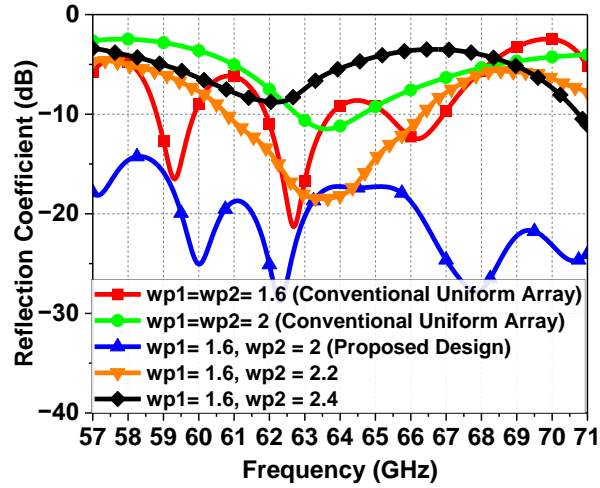 0
−10
−20
−30
−40
Reflection Coefficient (dB)
wp1=wp2= 1.6 (Conventional Uniform Array)
wp1=wp2= 2 (Conventional Uniform Array)
wp1= 1.6, wp2 = 2 (Proposed Design)
wp1= 1.6, wp2 = 2.2
wp1= 1.6, wp2 = 2.4
57 58 59 60 61 62 63 64 65 66 67 68 69 70 71
Frequency (GHz)